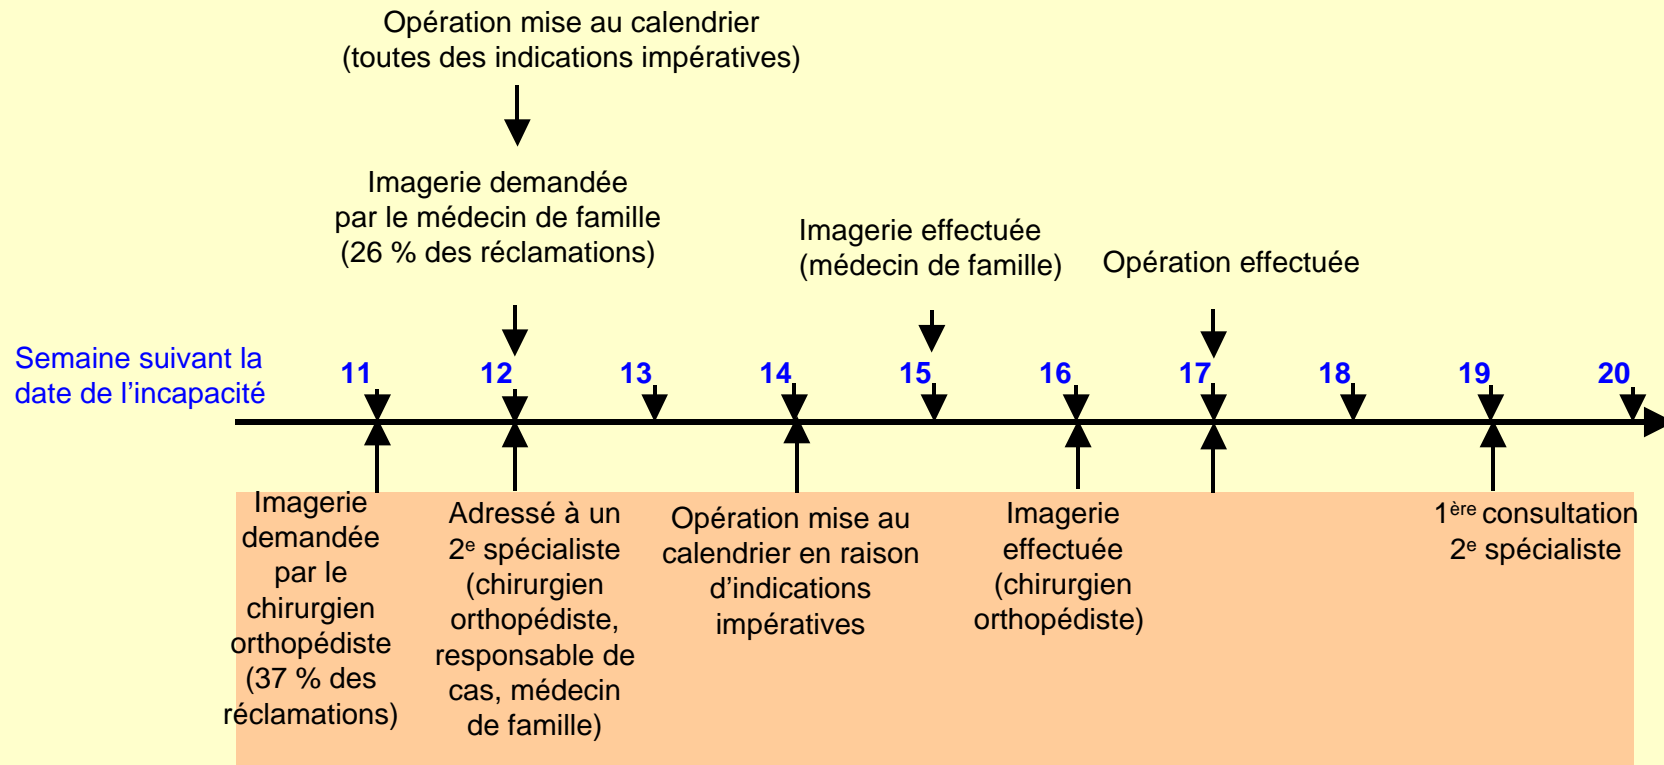 Opération mise au calendrier
(toutes des indications impératives)
Imagerie demandée
par le médecin de famille
(26 % des réclamations)
Imagerie effectuée
(médecin de famille)
Opération effectuée
Semaine suivant la
date de l’incapacité
11 12 13 14 15 16 17 18 19 20
Imagerie
demandée
par le
chirurgien
orthopédiste
(37 % des
réclamations)
Adressé à un
2e spécialiste
(chirurgien
orthopédiste,
responsable de
cas, médecin
de famille)
Opération mise au
calendrier en raison
d’indications
impératives
Imagerie
effectuée
(chirurgien
orthopédiste)
1ère consultation
2e spécialiste